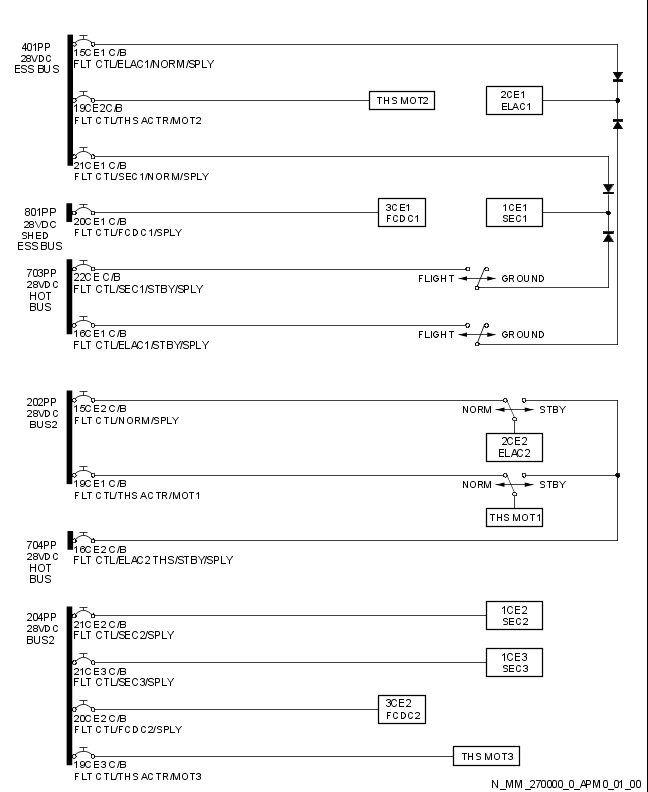 401PP
28VDC
ESS BUS
15CE1 C/B
FLT CTL/ELAC1/NORM/SPLY
19CE2C/B
FLT CTL/THS ACTR/MOT2
THS MOT2
2CE1
ELAC1
21CE1 C/B
FLT CTL/SEC1/NORM/SPLY
801PP
28VDC
SHED
ESS BUS
20CE1 C/B
FLT CTL/FCDC1/SPLY
3CE1
FCDC1
1CE1
SEC1
703PP
28VDC
HOT
BUS
22CE C/B
FLT CTL/SEC1/STBY/SPLY
FLIGHT
GROUND
16CE1 C/B
FLT CTL/ELAC1/STBY/SPLY
FLIGHT
GROUND
202PP
28VDC
BUS2
15CE2 C/B
FLT CTL/NORM/SPLY
NORM
STBY
2CE2
ELAC2
19CE1 C/B
FLT CTL/THS ACTR/MOT1
NORM
STBY
THS MOT1
704PP
28VDC
HOT
BUS
16CE2 C/B
FLT CTL/ELAC2 THS/STBY/SPLY
204PP
28VDC
BUS2
21CE2 C/B
FLT CTL/SEC2/SPLY
1CE2
SEC2
21CE3 C/B
FLT CTL/SEC3/SPLY
1CE3
SEC3
20CE2 C/B
FLT CTL/FCDC2/SPLY
3CE2
FCDC2
19CE3 C/B
FLT CTL/THS ACTR/MOT3
THS MOT3
N_MM_270000_0_APM0_01_00